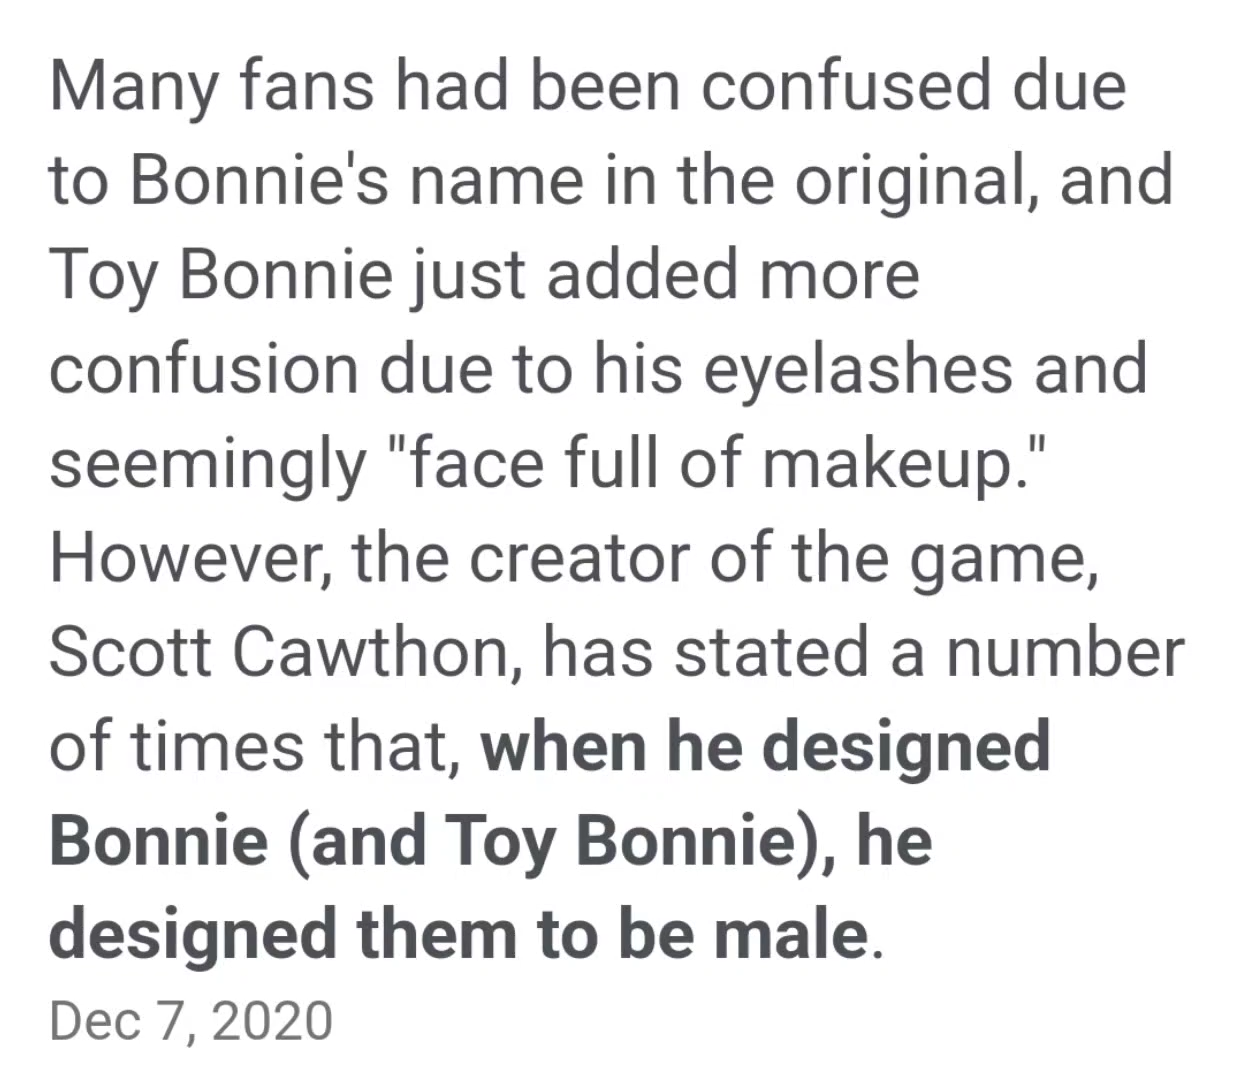 Many fans had been confused due
to Bonnie's name in the original, and
Toy Bonnie just added more
confusion due to his eyelashes and
seemingly "face full of makeup."
However, the creator of the game,
Scott Cawthon, has stated a number
of times that, when he designed
Bonnie (and Toy Bonnie), he
designed them to be male.
Dec 7, 2020